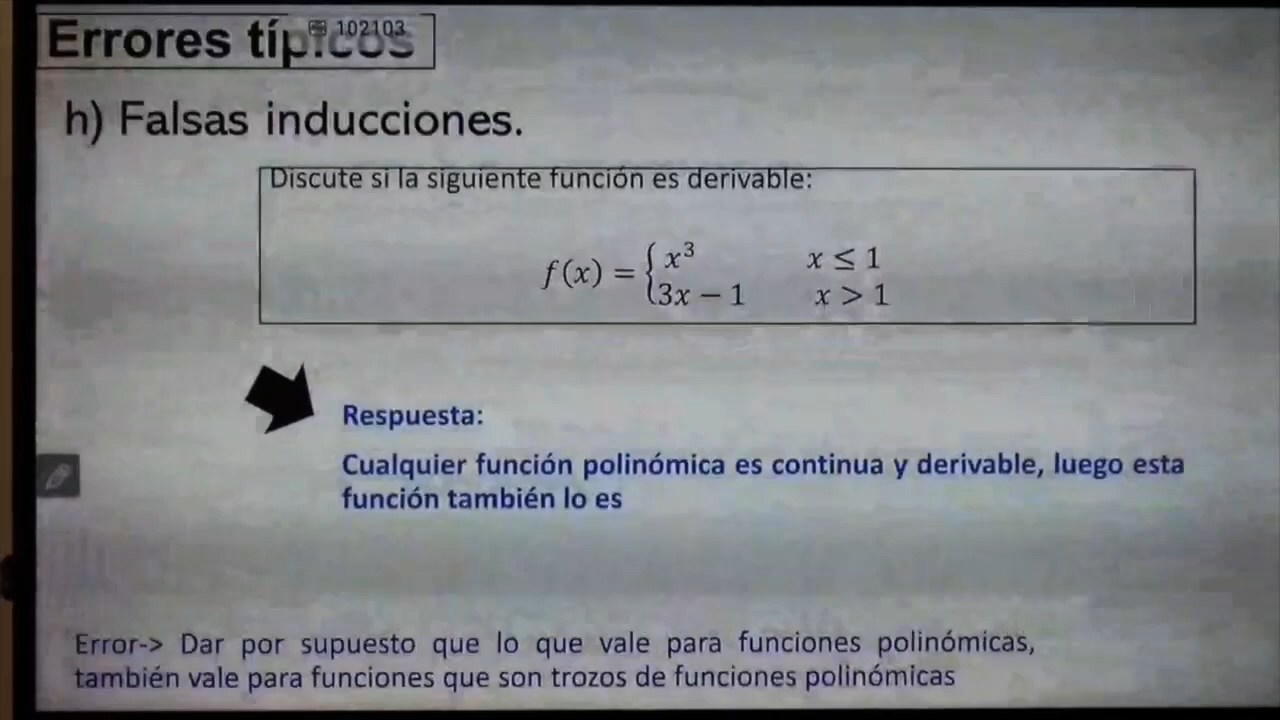 Errores típicos
102103
h) Falsas inducciones.
Discute si la siguiente función es derivable:
f(x) = { x³ x ≤ 1
3x − 1 x > 1
Respuesta:
Cualquier función polinómica es continua y derivable, luego esta
función también lo es
Error-> Dar por supuesto que lo que vale para funciones polinómicas,
también vale para funciones que son trozos de funciones polinómicas